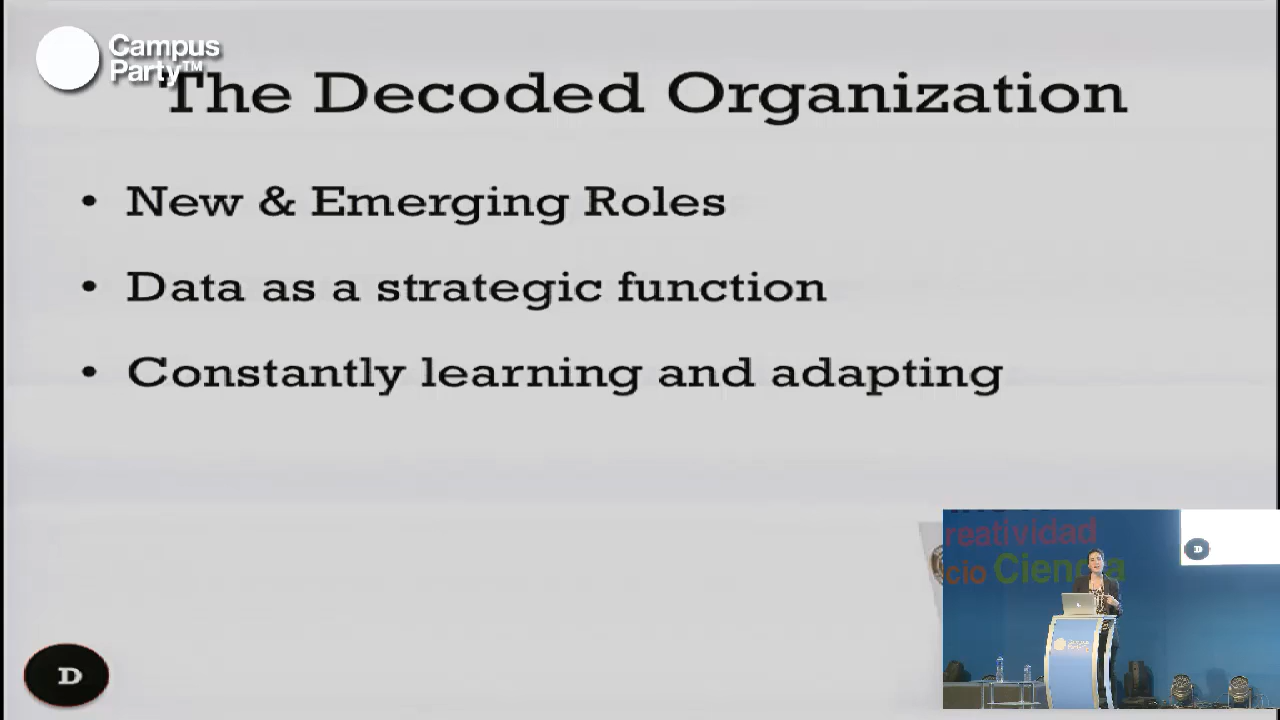 Campus
Party™
The Decoded Organization
• New & Emerging Roles
• Data as a strategic function
• Constantly learning and adapting
reatividad
cio Ciencia
D
D